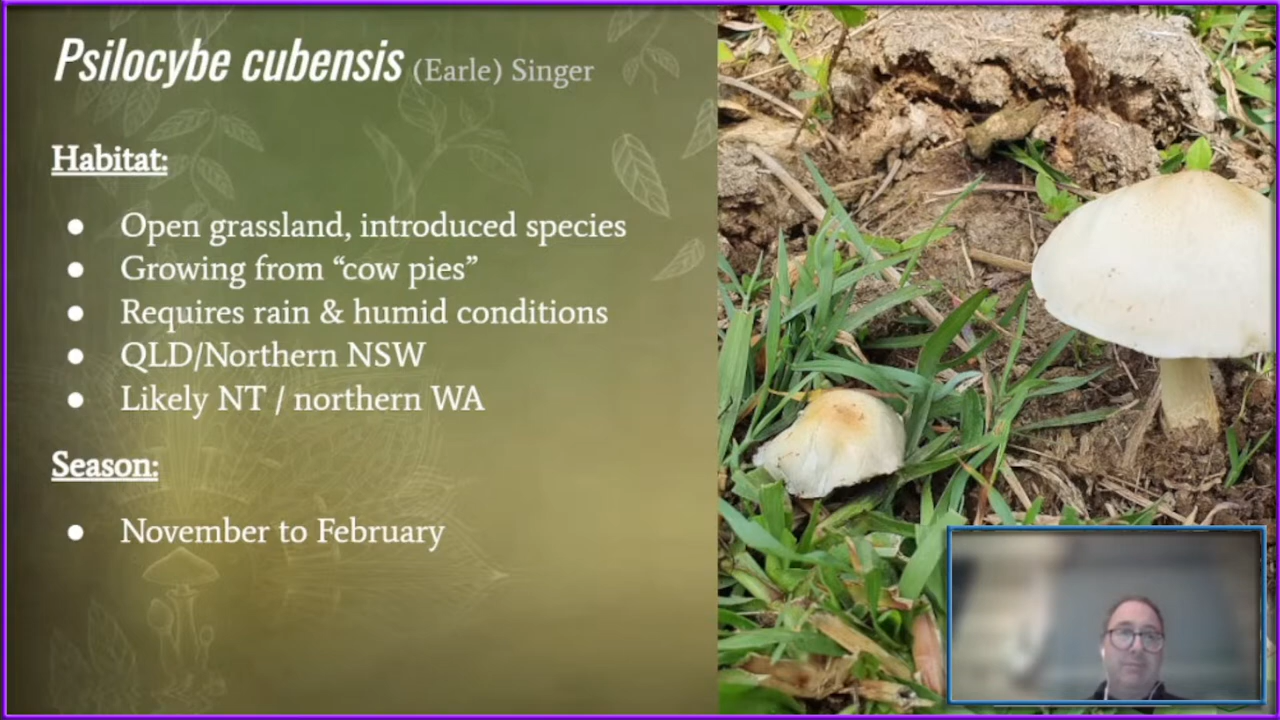 Psilocybe cubensis (Earle) Singer
Habitat:
● Open grassland, introduced species
● Growing from “cow pies”
● Requires rain & humid conditions
● QLD/Northern NSW
● Likely NT / northern WA
Season:
● November to February